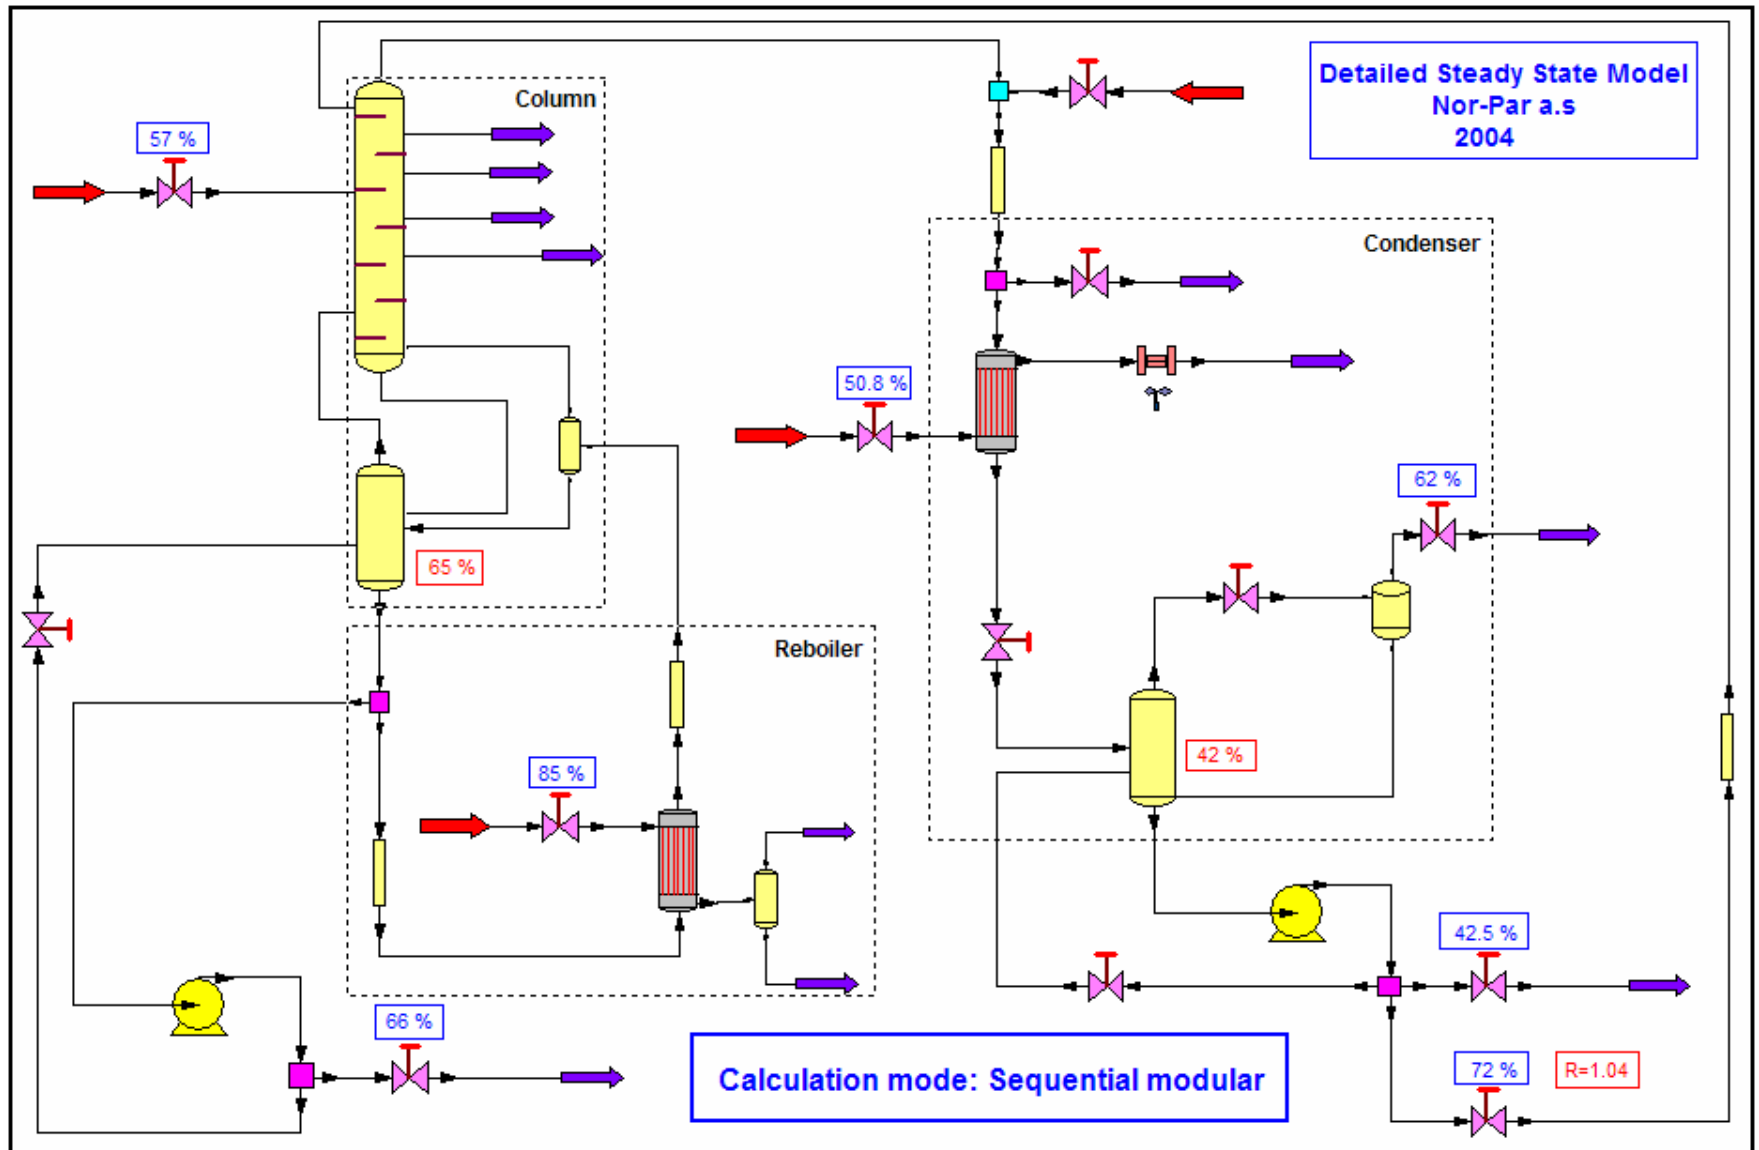 Detailed Steady State Model
Nor-Par a.s
2004
Column
57 %
Condenser
50.8 %
62 %
65 %
Reboiler
42 %
85 %
42.5 %
66 %
72 %
R=1.04
Calculation mode: Sequential modular